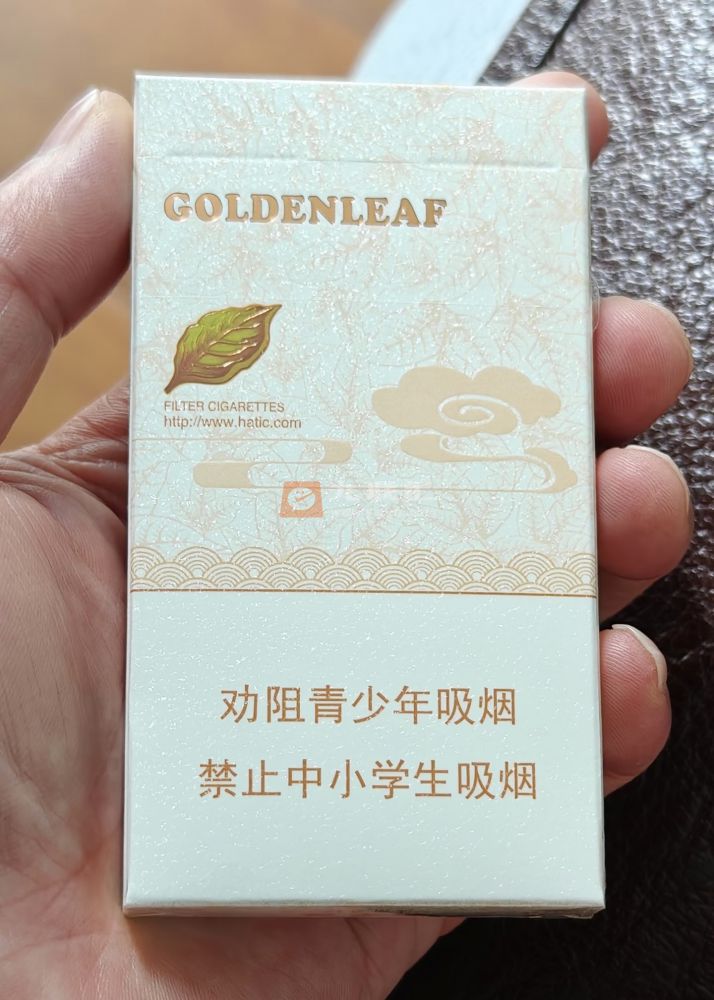 GOLDENLEAF
FILTER CIGARETTES
http://www.hatic.com
劝阻青少年吸烟
禁止中小学生吸烟